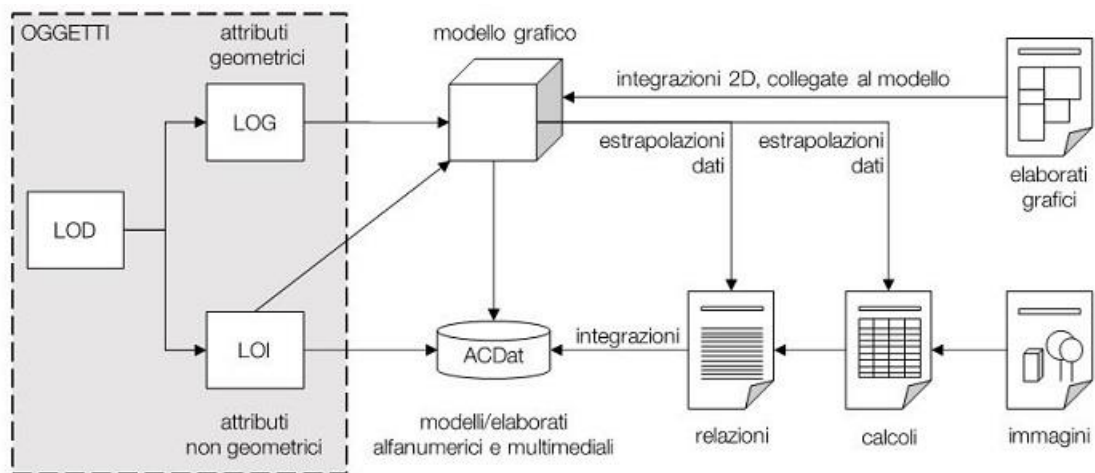 OGGETTI
attributi
geometrici
LOG
LOD
LOI
attributi
non geometrici
modello grafico
integrazioni 2D, collegate al modello
estrapolazioni
dati
estrapolazioni
dati
elaborati
grafici
ACDat
integrazioni
modelli/elaborati
alfanumerici e multimediali
relazioni
calcoli
immagini